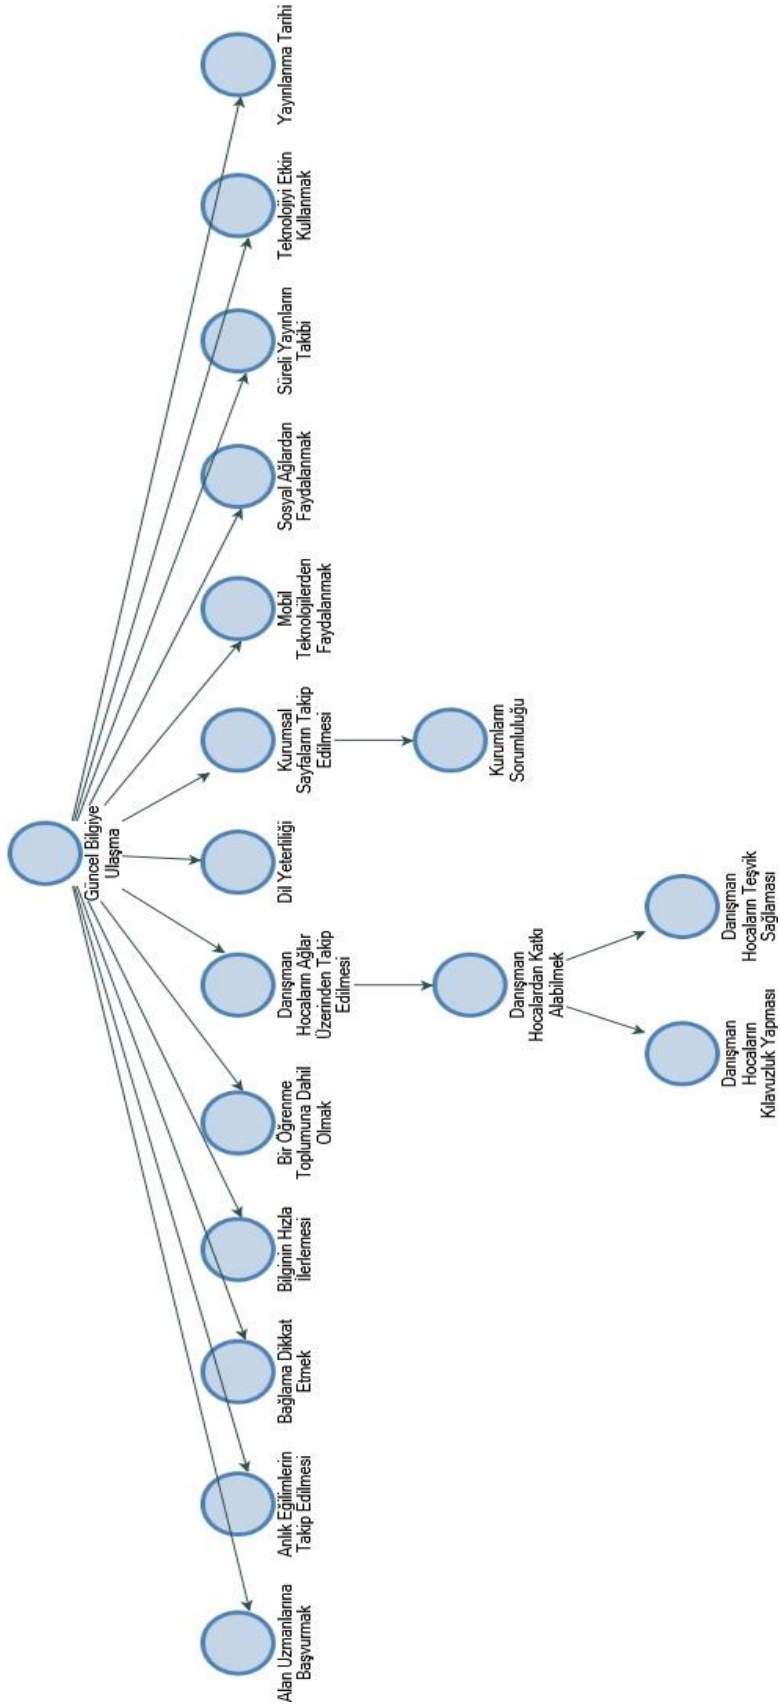 Güncel Bilgiye
Ulaşma
Alan Uzmanlarına
Başvurmak
Anlık Eğilimlerin
Takip Edilmesi
Bağlama Dikkat
Etmek
Bilginin Hızla
ilerlemesi
Bir Öğrenme
Toplumuna Dahil
Olmak
Danışman
Hocaların Ağlar
Üzerinden Takip
Edilmesi
Dil Yeterliliği
Kurumsal
Sayfaların Takip
Edilmesi
Mobil
Teknolojilerden
Faydalanmak
Sosyal Ağlardan
Faydalanmak
Süreli Yayınların
Takibi
Teknolojiyi Etkin
Kullanmak
Yayınlanma Tarihi
Danışman
Hocalardan Katkı
Alabilmek
Kurumların
Sorumluluğu
Danışman
Hocaların
Kılavuzluk Yapması
Danışman
Hocaların Teşvik
Sağlaması